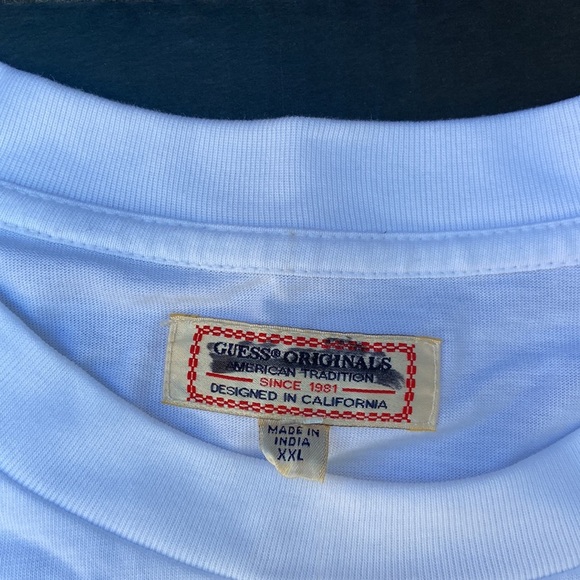 GUESS® ORIGINALS
AMERICAN TRADITION
SINCE 1981
DESIGNED IN CALIFORNIA
MADE IN
INDIA
XXL